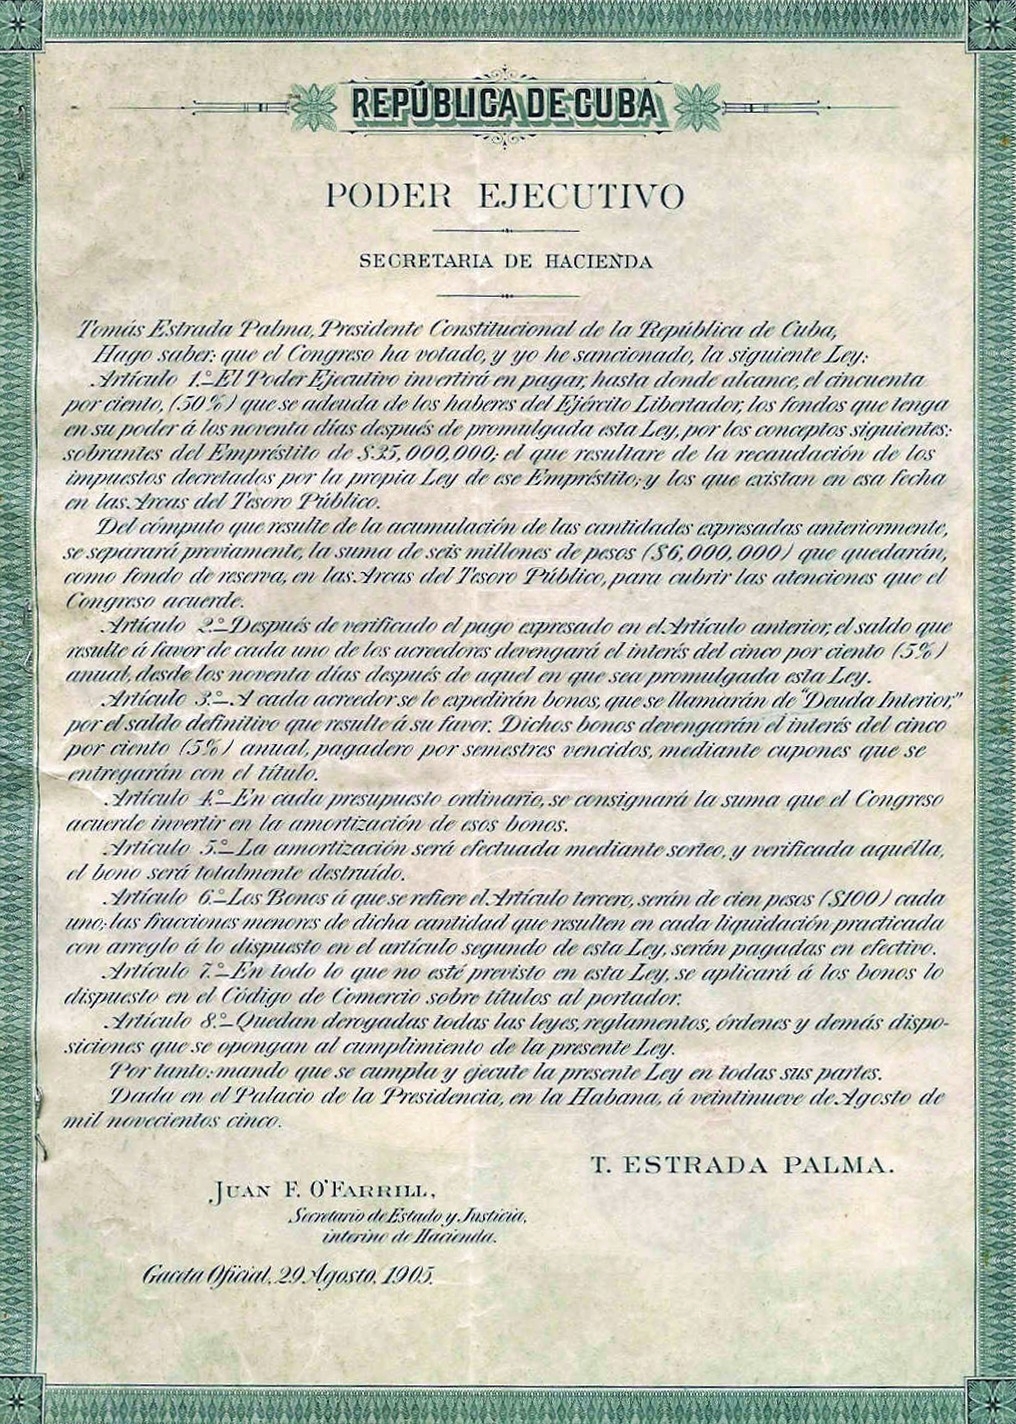 REPÚBLICA DE CUBA
PODER EJECUTIVO
SECRETARIA DE HACIENDA
Tomás Estrada Palma, Presidente Constitucional de la República de Cuba,
Hago saber: que el Congreso ha votado, y yo he sancionado, la siguiente Ley:
Artículo 1.º—El Poder Ejecutivo invertirá en pagar, hasta donde alcance, el cincuenta
por ciento, (50%) que se adeuda de los haberes del Ejército Libertador, los fondos que tenga
en su poder á los noventa días después de promulgada esta Ley, por los conceptos siguientes:
sobrantes del Empréstito de $35,000,000; el que resultare de la recaudación de los
impuestos decretados por la propia Ley de ese Empréstito; y los que existan en esa fecha
en las Arcas del Tesoro Público.
Del cómputo que resulte de la acumulación de las cantidades expresadas anteriormente,
se separará previamente, la suma de seis millones de pesos ($6,000,000) que quedarán,
como fondo de reserva, en las Arcas del Tesoro Público, para cubrir las atenciones que el
Congreso acuerde.
Artículo 2.º—Después de verificado el pago expresado en el Artículo anterior, el saldo que
resulte á favor de cada uno de los acreedores devengará el interés del cinco por ciento (5%)
anual, desde los noventa días después de aquel en que sea promulgada esta Ley.
Artículo 3.º—A cada acreedor se le expedirán bonos, que se llamarán de "Deuda Interior,"
por el saldo definitivo que resulte á su favor. Dichos bonos devengarán el interés del cinco
por ciento (5%) anual, pagadero por semestres vencidos, mediante cupones que se
entregarán con el título.
Artículo 4.º—En cada presupuesto ordinario, se consignará la suma que el Congreso
acuerde invertir en la amortización de esos bonos.
Artículo 5.º—La amortización será efectuada mediante sorteo, y verificada aquélla,
el bono será totalmente destruido.
Artículo 6.º—Los Bonos á que se refiere el Artículo tercero, serán de cien pesos ($100) cada
uno; las fracciones menores de dicha cantidad que resulten en cada liquidación practicada
con arreglo á lo dispuesto en el artículo segundo de esta Ley, serán pagadas en efectivo.
Artículo 7.º—En todo lo que no esté previsto en esta Ley, se aplicará á los bonos lo
dispuesto en el Código de Comercio sobre títulos al portador.
Artículo 8.º—Quedan derogadas todas las leyes, reglamentos, órdenes y demás dispo-
siciones que se opongan al cumplimiento de la presente Ley.
Por tanto: mando que se cumpla y ejecute la presente Ley en todas sus partes.
Dada en el Palacio de la Presidencia, en la Habana, á veintinueve de Agosto de
mil novecientos cinco.
T. ESTRADA PALMA.
JUAN F. O'FARRILL,
Secretario de Estado y Justicia,
interino de Hacienda.
Gaceta Oficial, 29 Agosto, 1905.